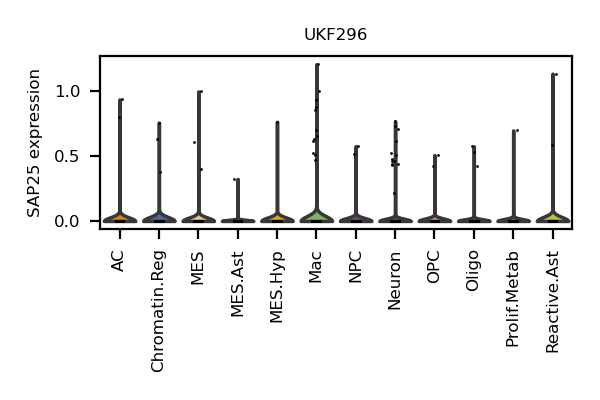 UKF296
SAP25 expression
1.0
0.5
0.0
AC
Chromatin.Reg
MES
MES.Ast
MES.Hyp
Mac
NPC
Neuron
OPC
Oligo
Prolif.Metab
Reactive.Ast